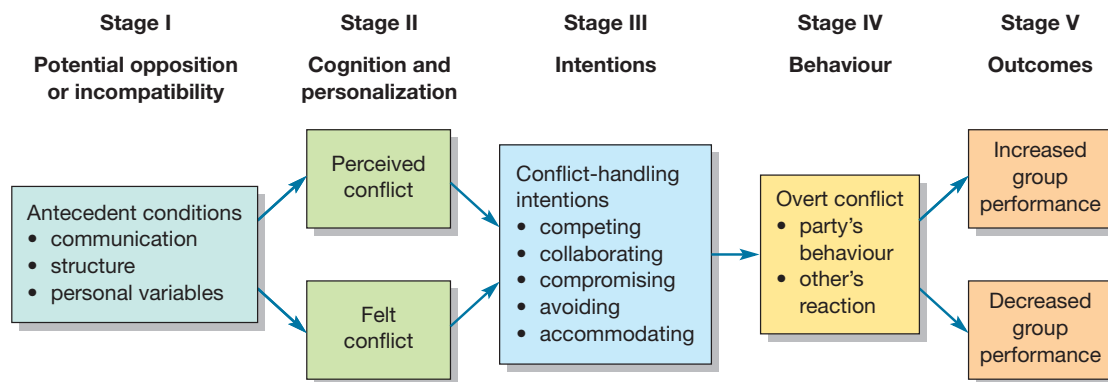 Stage I
Potential opposition
or incompatibility
Stage II
Cognition and
personalization
Stage III
Intentions
Stage IV
Behaviour
Stage V
Outcomes
Antecedent conditions
• communication
• structure
• personal variables
Perceived
conflict
Felt
conflict
Conflict-handling
intentions
• competing
• collaborating
• compromising
• avoiding
• accommodating
Overt conflict
• party's
behaviour
• other's
reaction
Increased
group
performance
Decreased
group
performance